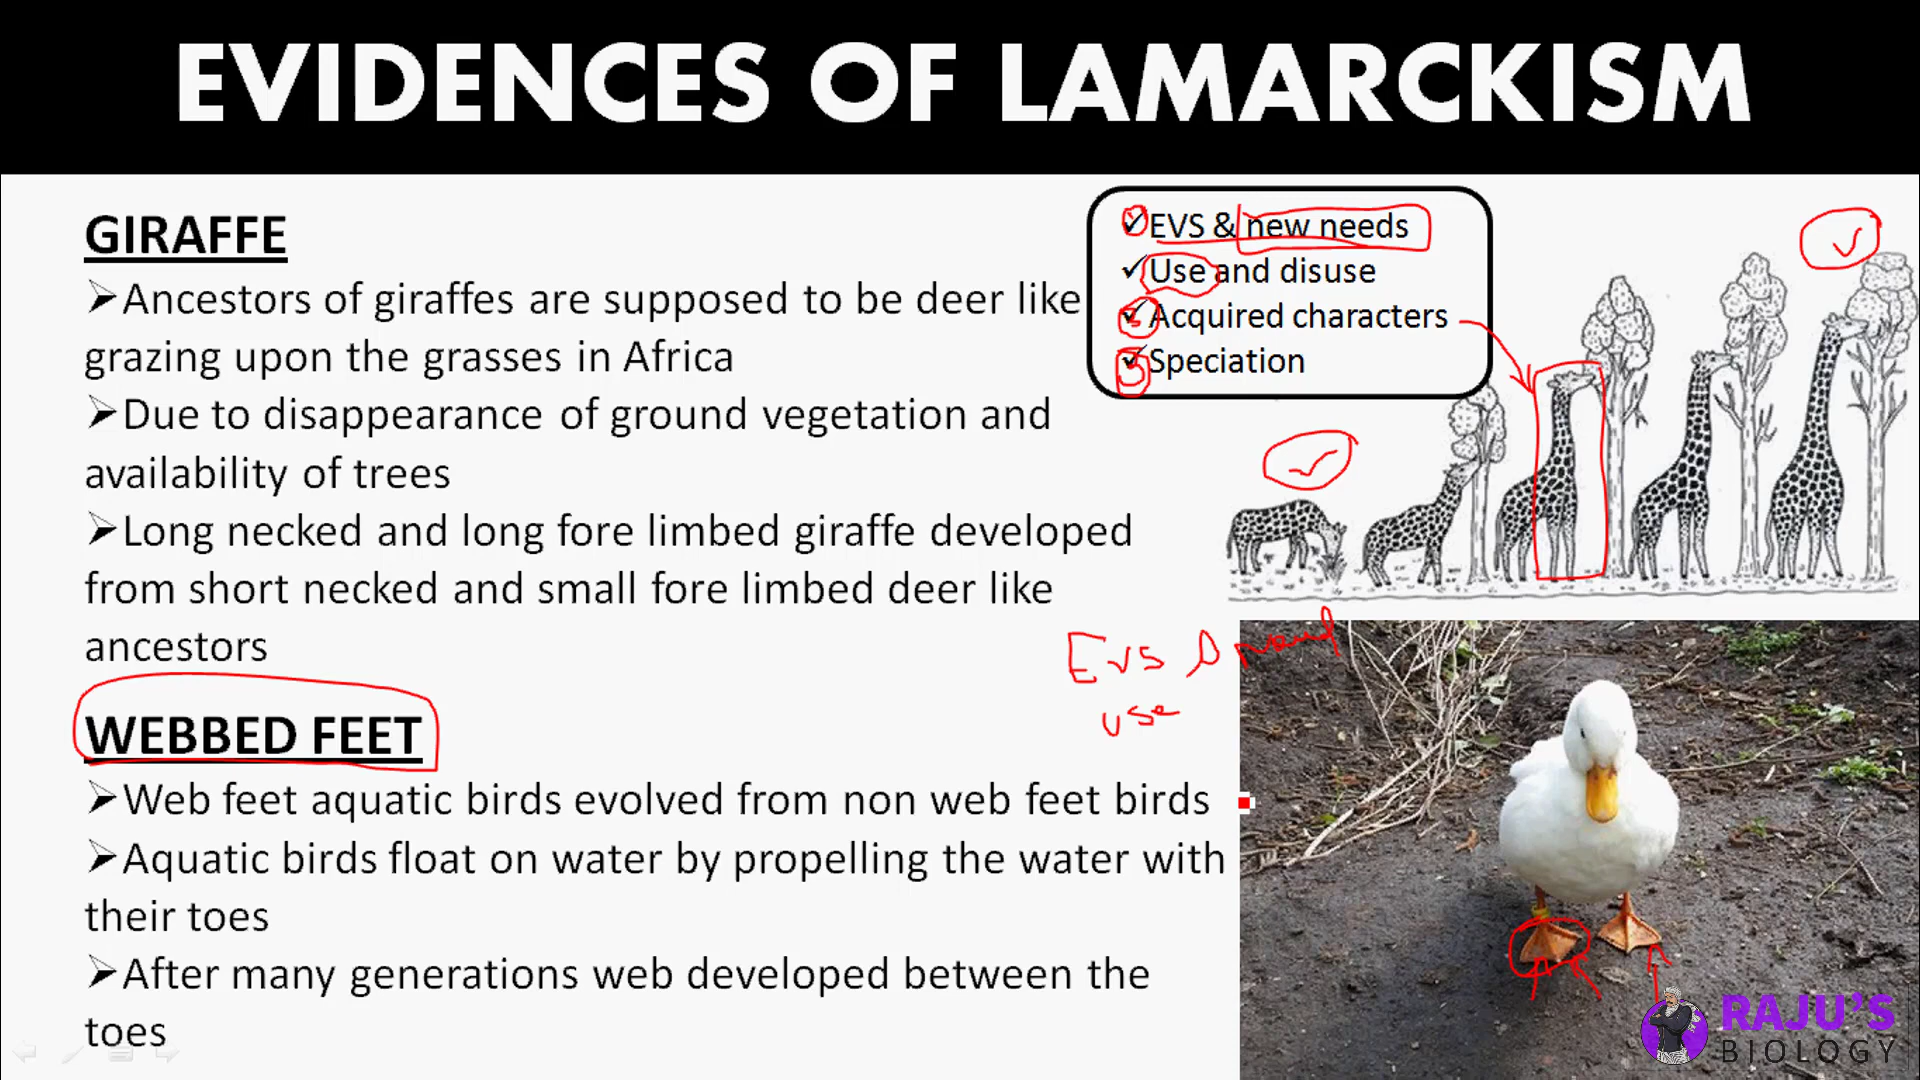 EVIDENCES OF LAMARCKISM
GIRAFFE
➤Ancestors of giraffes are supposed to be deer like
grazing upon the grasses in Africa
➤Due to disappearance of ground vegetation and
availability of trees
➤Long necked and long fore limbed giraffe developed
from short necked and small fore limbed deer like
ancestors
WEBBED FEET
➤Web feet aquatic birds evolved from non web feet birds
➤Aquatic birds float on water by propelling the water with
their toes
➤After many generations web developed between the
toes
✓EVS & new needs
✓Use and disuse
✓Acquired characters
✓Speciation
Evs
use
RAJU'S
BIOLOGY